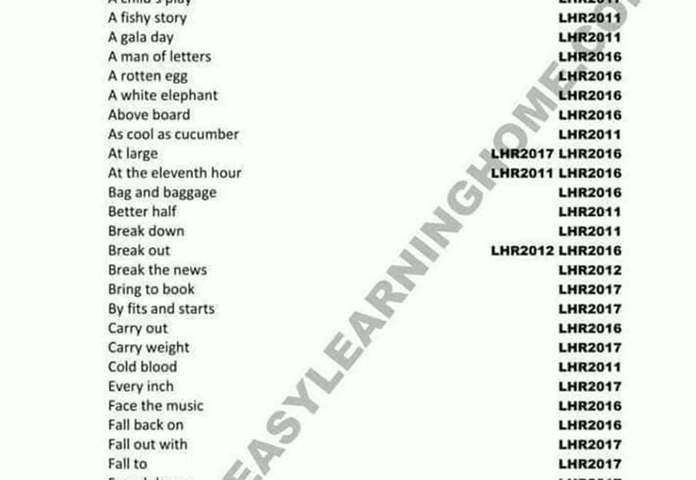 A fishy story LHR2011
A gala day LHR2011
A man of letters LHR2016
A rotten egg LHR2016
A white elephant LHR2016
Above board LHR2016
As cool as cucumber LHR2011
At large LHR2017 LHR2016
At the eleventh hour LHR2011 LHR2016
Bag and baggage LHR2016
Better half LHR2011
Break down LHR2011
Break out LHR2012 LHR2016
Break the news LHR2012
Bring to book LHR2017
By fits and starts LHR2017
Carry out LHR2016
Carry weight LHR2017
Cold blood LHR2011
Every inch LHR2017
Face the music LHR2016
Fall back on LHR2016
Fall out with LHR2017
Fall to LHR2017
EASYLEARNINGHOME.COM